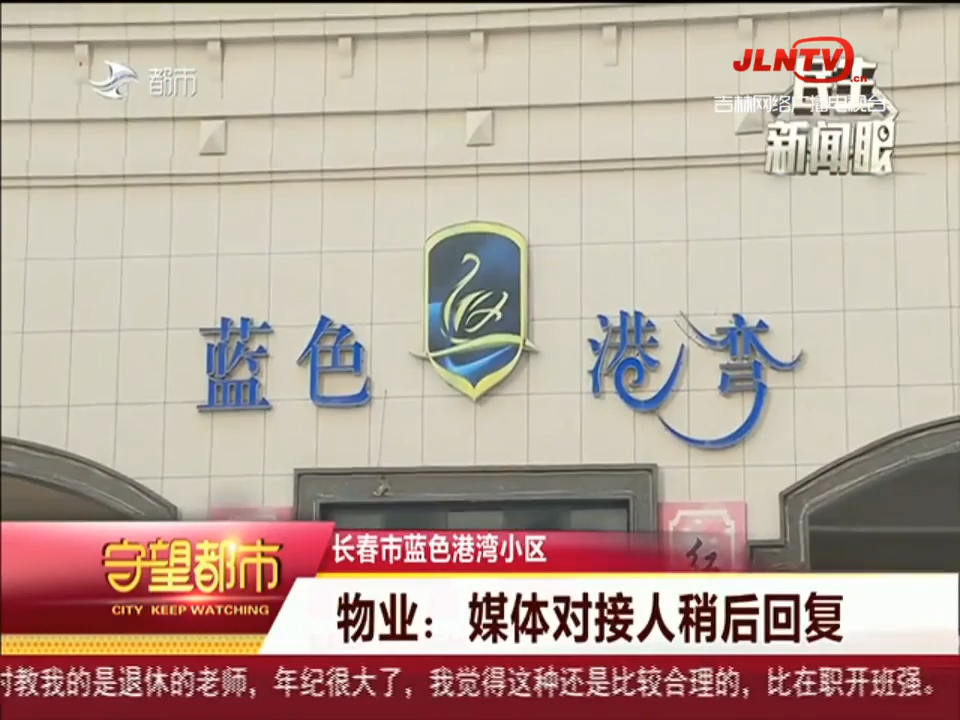 都市
JLNTV.cn
吉林网络广播电视台
民生
新闻眼
蓝色 港湾
红
长春市蓝色港湾小区
守望都市
CITY KEEP WATCHING
物业：媒体对接人稍后回复
对教我的是退休的老师，年纪很大了，我觉得这种还是比较合理的，比在职开班强。